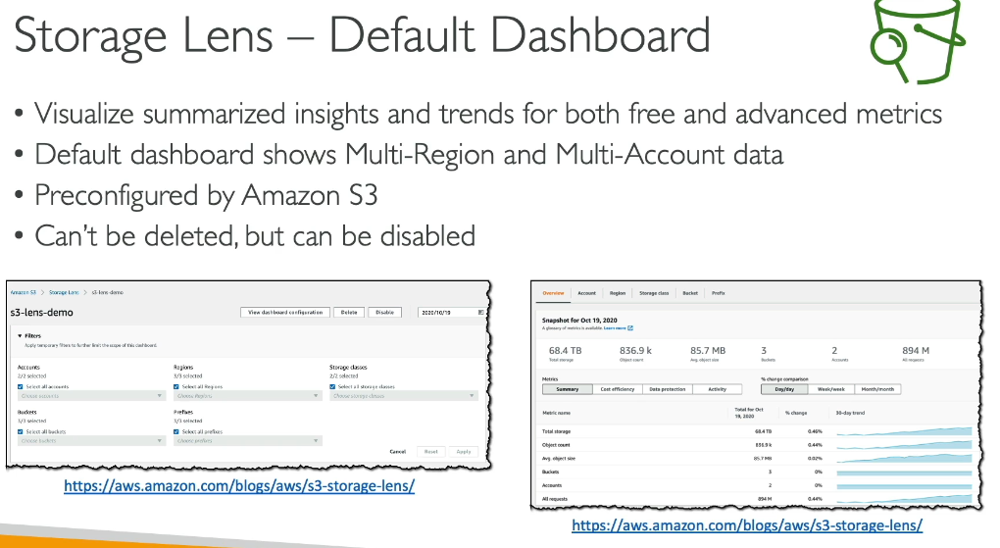 Storage Lens – Default Dashboard
• Visualize summarized insights and trends for both free and advanced metrics
• Default dashboard shows Multi-Region and Multi-Account data
• Preconfigured by Amazon S3
• Can't be deleted, but can be disabled
Amazon S3 > Storage Lens > s3-lens-demo
s3-lens-demo
View dashboard configuration Delete Disable 2020/10/19
▼ Filters
Apply temporary filters to further limit the scope of this dashboard.
Accounts Regions Storage classes
2/2 selected 3/3 selected 2/2 selected
Select all accounts Select all Regions Select all storage classes
Choose accounts Choose Regions Choose storage classes
Buckets Prefixes
3/3 selected 3/3 selected
Select all buckets Select all prefixes
Choose buckets Choose prefixes
Cancel Reset Apply
https://aws.amazon.com/blogs/aws/s3-storage-lens/
Overview Account Region Storage class Bucket Prefix
Snapshot for Oct 19, 2020
A glossary of metrics is available. Learn more
68.4 TB 836.9 k 85.7 MB 3 2 894 M
Total storage Object count Avg. object size Buckets Accounts All requests
Metrics % change comparison
Summary Cost efficiency Data protection Activity Day/day Week/week Month/month
Metric name Total for Oct 19, 2020 % change 30-day trend
Total storage 68.4 TB 0.46%
Object count 836.9 k 0.44%
Avg. object size 85.7 MB 0.02%
Buckets 3 0%
Accounts 2 0%
All requests 894 M 0.44%
https://aws.amazon.com/blogs/aws/s3-storage-lens/